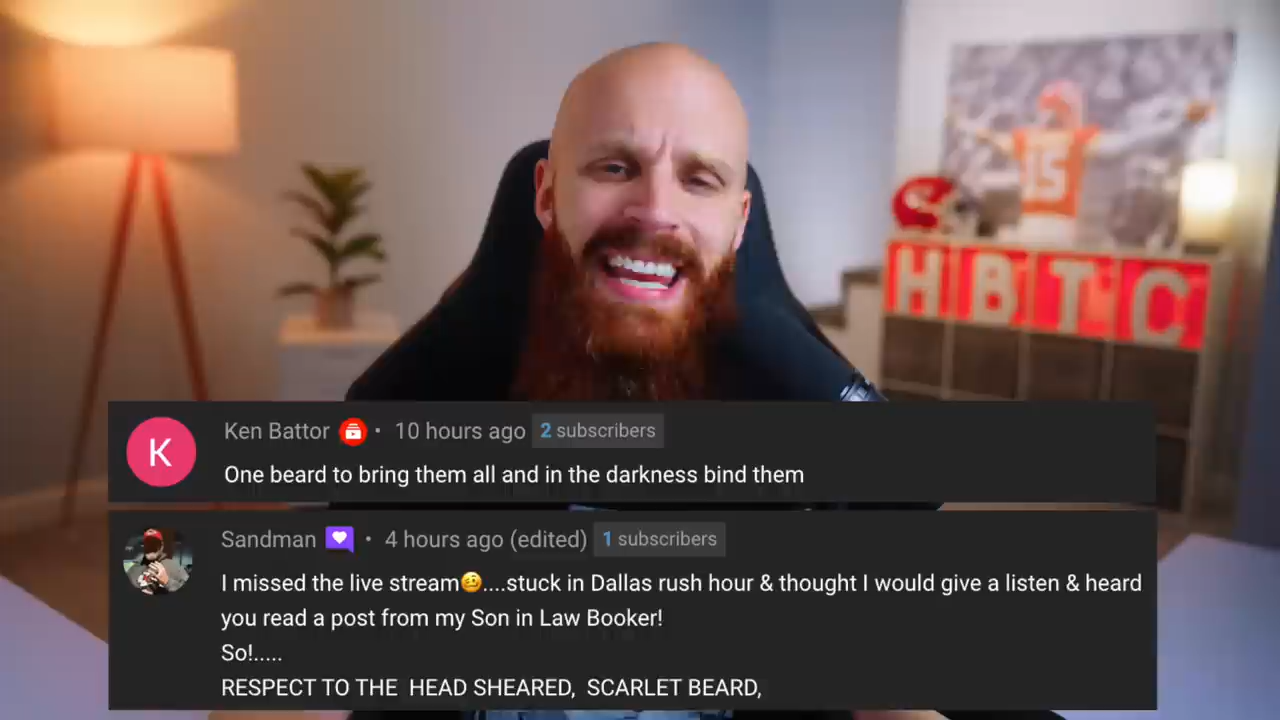 15
HBTC
K
Ken Battor • 10 hours ago 2 subscribers
One beard to bring them all and in the darkness bind them
Sandman • 4 hours ago (edited) 1 subscribers
I missed the live stream🤕....stuck in Dallas rush hour & thought I would give a listen & heard
you read a post from my Son in Law Booker!
So!.....
RESPECT TO THE  HEAD SHEARED,  SCARLET BEARD,